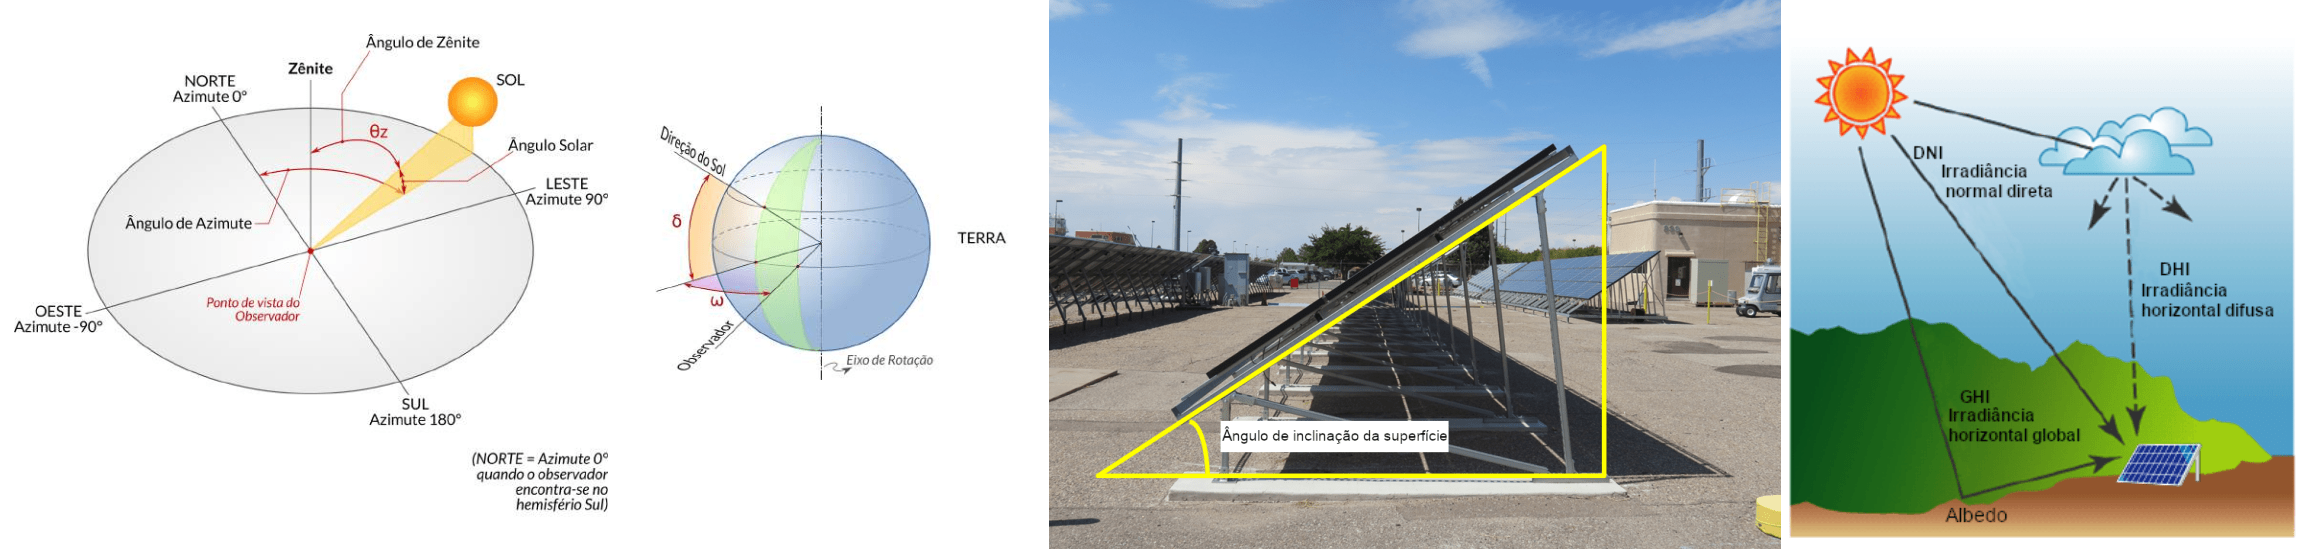 Ângulo de Zênite
Zênite
SOL
NORTE
Azimute 0°
θz
Ângulo Solar
LESTE
Azimute 90°
Ângulo de Azimute
Ponto de vista do
Observador
OESTE
Azimute -90°
SUL
Azimute 180°
(NORTE = Azimute 0°
quando o observador
encontra-se no
hemisfério Sul)
Direção do Sol
δ
ω
Observador
TERRA
Eixo de Rotação
Ângulo de inclinação da superfície
DNI
Irradiância
normal direta
DHI
Irradiância
horizontal difusa
GHI
Irradiância
horizontal global
Albedo